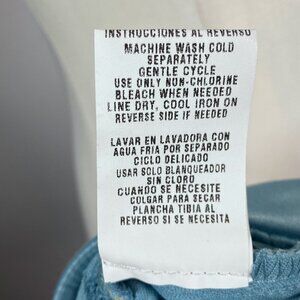 INSTRUCCIONES AL REVERSO
MACHINE WASH COLD
SEPARATELY
GENTLE CYCLE
USE ONLY NON-CHLORINE
BLEACH WHEN NEEDED
LINE DRY, COOL IRON ON
REVERSE SIDE IF NEEDED
LAVAR EN LAVADORA CON
AGUA FRIA POR SEPARADO
CICLO DELICADO
USAR SOLO BLANQUEADOR
SIN CLORO
CUANDO SE NECESITE
COLGAR PARA SECAR
PLANCHA TIBIA AL
REVERSO SI SE NECESITA